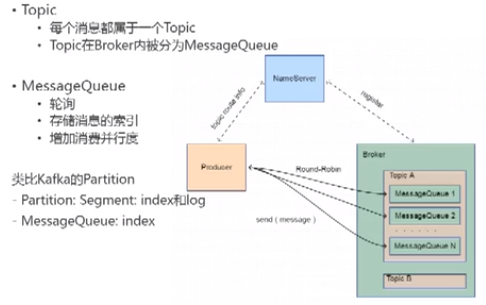 • Topic
• 每个消息都属于一个Topic
• Topic在Broker内被分为MessageQueue
• MessageQueue
• 轮询
• 存储消息的索引
• 增加消费并行度
类比Kafka的Partition
- Partition: Segment: index和log
- MessageQueue: index
NameServer
topic route info
register
Producer
Round-Robin
send ( message )
Broker
Topic A
MessageQueue 1
MessageQueue 2
. . . . . .
MessageQueue N
Topic B